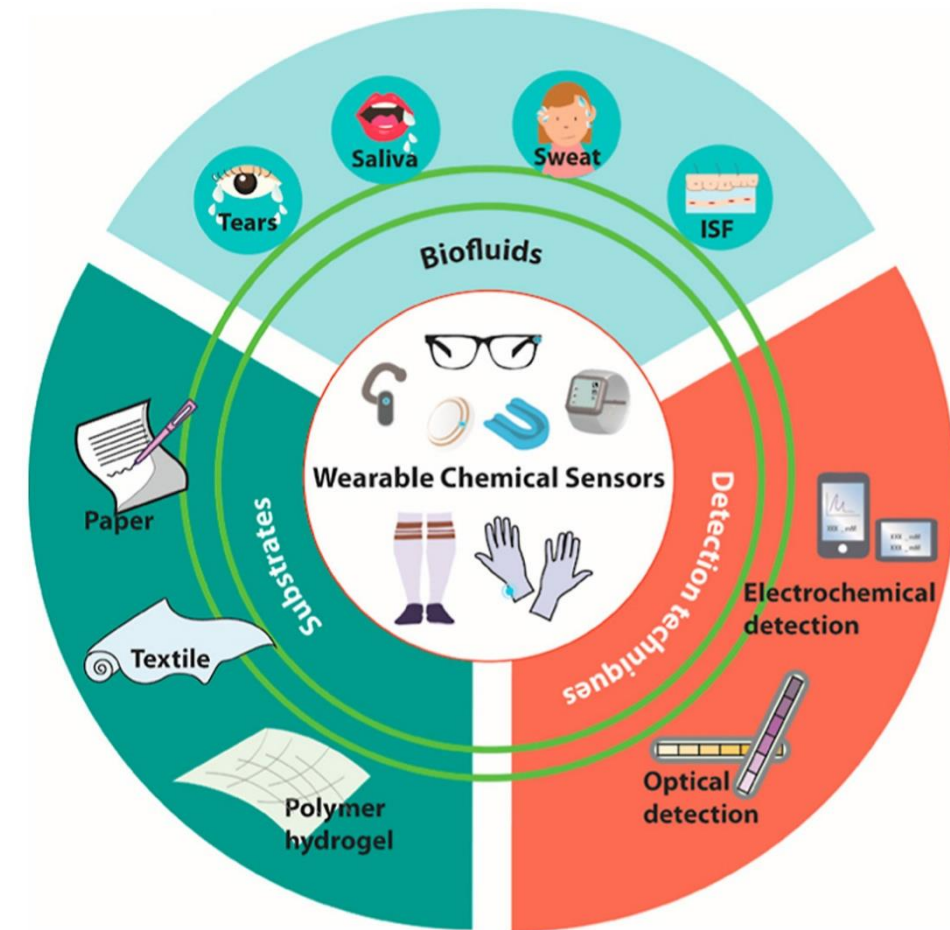 Saliva
Sweat
Tears
ISF
Biofluids
Wearable Chemical Sensors
Substrates
Paper
Textile
Polymer
hydrogel
Detection techniques
Electrochemical
detection
Optical
detection